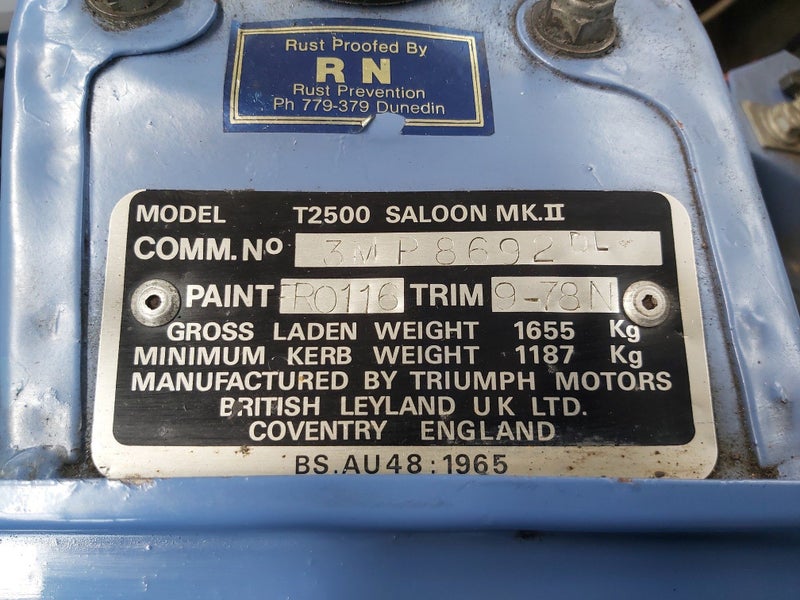 Rust Proofed By
R N
Rust Prevention
Ph 779-379 Dunedin
MODEL T2500 SALOON MK.II
COMM. Nº 3MP8692DL
PAINT FR0116 TRIM 9-78N
GROSS LADEN WEIGHT 1655 Kg
MINIMUM KERB WEIGHT 1187 Kg
MANUFACTURED BY TRIUMPH MOTORS
BRITISH LEYLAND U K LTD.
COVENTRY ENGLAND
BS.AU48:1965